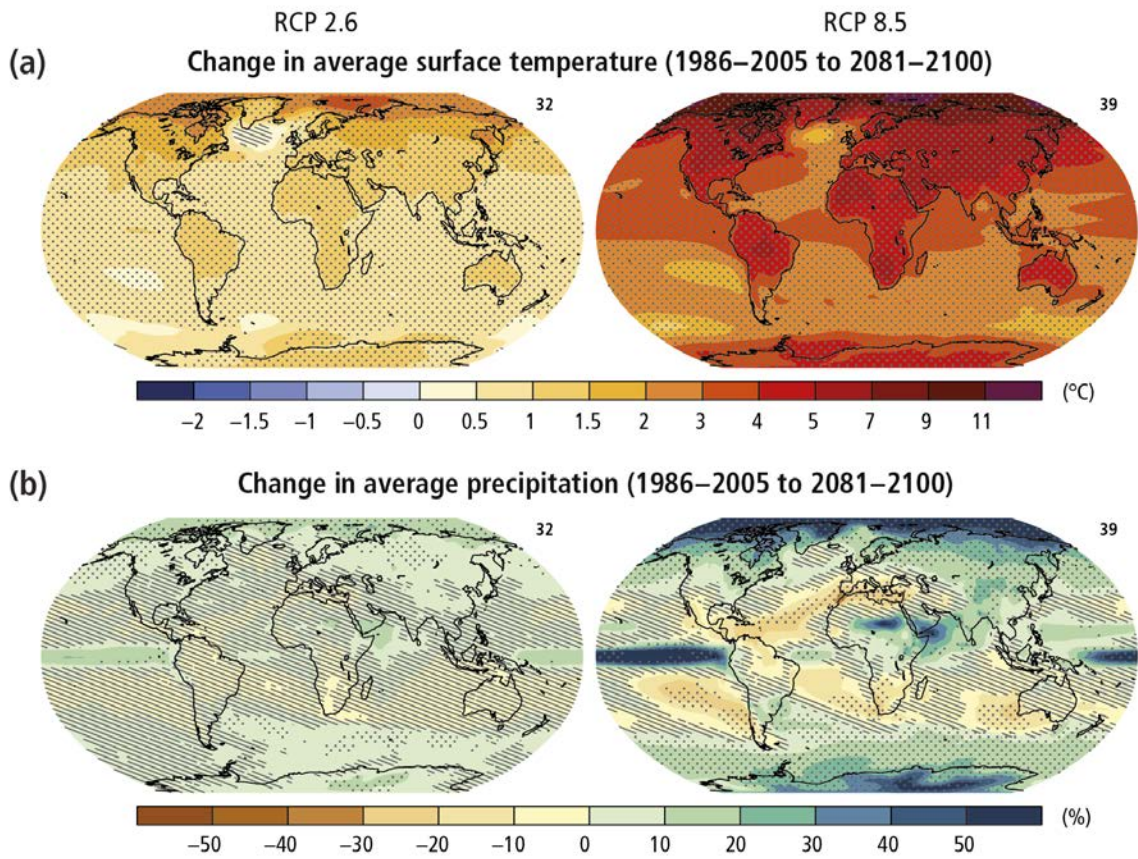 RCP 2.6 RCP 8.5
(a) Change in average surface temperature (1986–2005 to 2081–2100)
32 39
(°C)
−2 −1.5 −1 −0.5 0 0.5 1 1.5 2 3 4 5 7 9 11
(b) Change in average precipitation (1986–2005 to 2081–2100)
32 39
(%)
−50 −40 −30 −20 −10 0 10 20 30 40 50